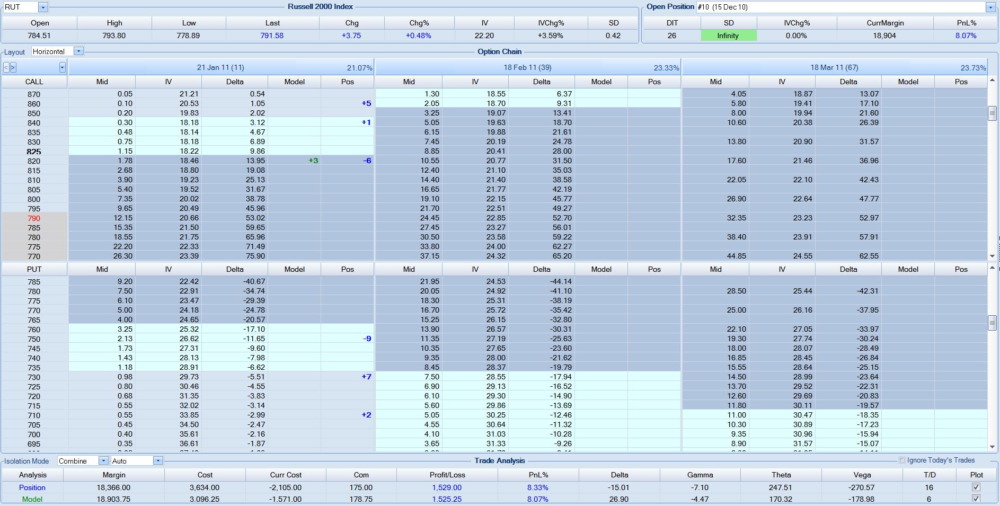 RUT Russell 2000 Index Open Position #10 (15 Dec 10)
Open High Low Last Chg Chg% IV IVChg% SD DIT SD IVChg% CurrMargin PnL%
784.51 793.80 778.89 791.58 +3.75 +0.48% 22.20 +3.59% 0.42 26 Infinity 0.00% 18,904 8.07%
Layout Horizontal Option Chain
< > 21 Jan 11 (11) 21.07% 18 Feb 11 (39) 23.33% 18 Mar 11 (67) 23.73%
CALL Mid IV Delta Model Pos Mid IV Delta Model Pos Mid IV Delta Model Pos
870 0.05 21.21 0.54 1.30 18.55 6.37 4.05 18.87 13.07
860 0.10 20.53 1.05 +5 2.05 18.70 9.31 5.80 19.41 17.10
850 0.20 19.83 2.02 3.25 19.07 13.41 8.00 19.94 21.60
840 0.30 18.18 3.12 +1 5.05 19.63 18.70 10.60 20.38 26.39
835 0.48 18.14 4.67 6.15 19.88 21.61
830 0.75 18.18 6.89 7.45 20.19 24.78 13.80 20.90 31.57
825 1.15 18.22 9.86 8.85 20.41 28.00
820 1.78 18.46 13.95 +3 -6 10.55 20.77 31.50 17.60 21.46 36.96
815 2.68 18.80 19.08 12.40 21.10 35.03
810 3.90 19.23 25.13 14.40 21.40 38.58 22.05 22.10 42.43
805 5.40 19.52 31.67 16.65 21.77 42.19
800 7.35 20.02 38.78 19.10 22.15 45.77 26.90 22.64 47.77
795 9.65 20.49 45.96 21.70 22.51 49.27
790 12.15 20.66 53.02 24.45 22.85 52.70 32.35 23.23 52.97
785 15.35 21.50 59.65 27.45 23.27 56.01
780 18.55 21.75 65.96 30.50 23.58 59.22 38.40 23.91 57.91
775 22.20 22.33 71.49 33.80 24.00 62.27
770 26.30 23.39 75.90 37.15 24.32 65.20 44.85 24.55 62.55
PUT Mid IV Delta Model Pos Mid IV Delta Model Pos Mid IV Delta Model Pos
785 9.20 22.42 -40.67 21.95 24.53 -44.14
780 7.50 22.91 -34.74 20.05 24.92 -41.10 28.50 25.44 -42.31
775 6.10 23.47 -29.39 18.30 25.31 -38.19
770 5.00 24.18 -24.78 16.70 25.72 -35.42 25.00 26.16 -37.95
765 4.00 24.65 -20.57 15.25 26.15 -32.80
760 3.25 25.32 -17.10 13.90 26.57 -30.31 22.10 27.05 -33.97
750 2.13 26.62 -11.65 -9 11.35 27.19 -25.63 19.30 27.74 -30.24
745 1.73 27.31 -9.60 10.35 27.65 -23.60 18.00 28.07 -28.49
740 1.43 28.13 -7.98 9.35 28.00 -21.62 16.85 28.45 -26.84
735 1.18 28.91 -6.62 8.45 28.37 -19.79 15.55 28.64 -25.15
730 0.98 29.73 -5.51 +7 7.50 28.55 -17.94 14.50 28.99 -23.64
725 0.80 30.46 -4.55 6.90 29.13 -16.52 13.70 29.52 -22.31
720 0.68 31.35 -3.83 6.10 29.30 -14.90 12.60 29.69 -20.83
715 0.55 32.02 -3.14 5.60 29.86 -13.69 11.80 30.11 -19.57
710 0.55 33.85 -2.99 +2 5.05 30.25 -12.46 11.00 30.47 -18.35
705 0.45 34.50 -2.47 4.55 30.64 -11.32 10.30 30.89 -17.23
700 0.40 35.61 -2.16 4.10 31.03 -10.28 9.35 30.96 -15.94
695 0.35 36.61 -1.87 3.65 31.33 -9.26 8.90 31.57 -15.07
Isolation Mode Combine Auto Trade Analysis Ignore Today's Trades
Analysis Margin Cost Curr Cost Com Profit/Loss PnL% Delta Gamma Theta Vega T/D Plot
Position 18,366.00 3,634.00 -2,105.00 175.00 1,529.00 8.33% -15.01 -7.10 247.51 -270.57 16
Model 18,903.75 3,096.25 -1,571.00 178.75 1,525.25 8.07% 26.90 -4.47 170.32 -178.98 6